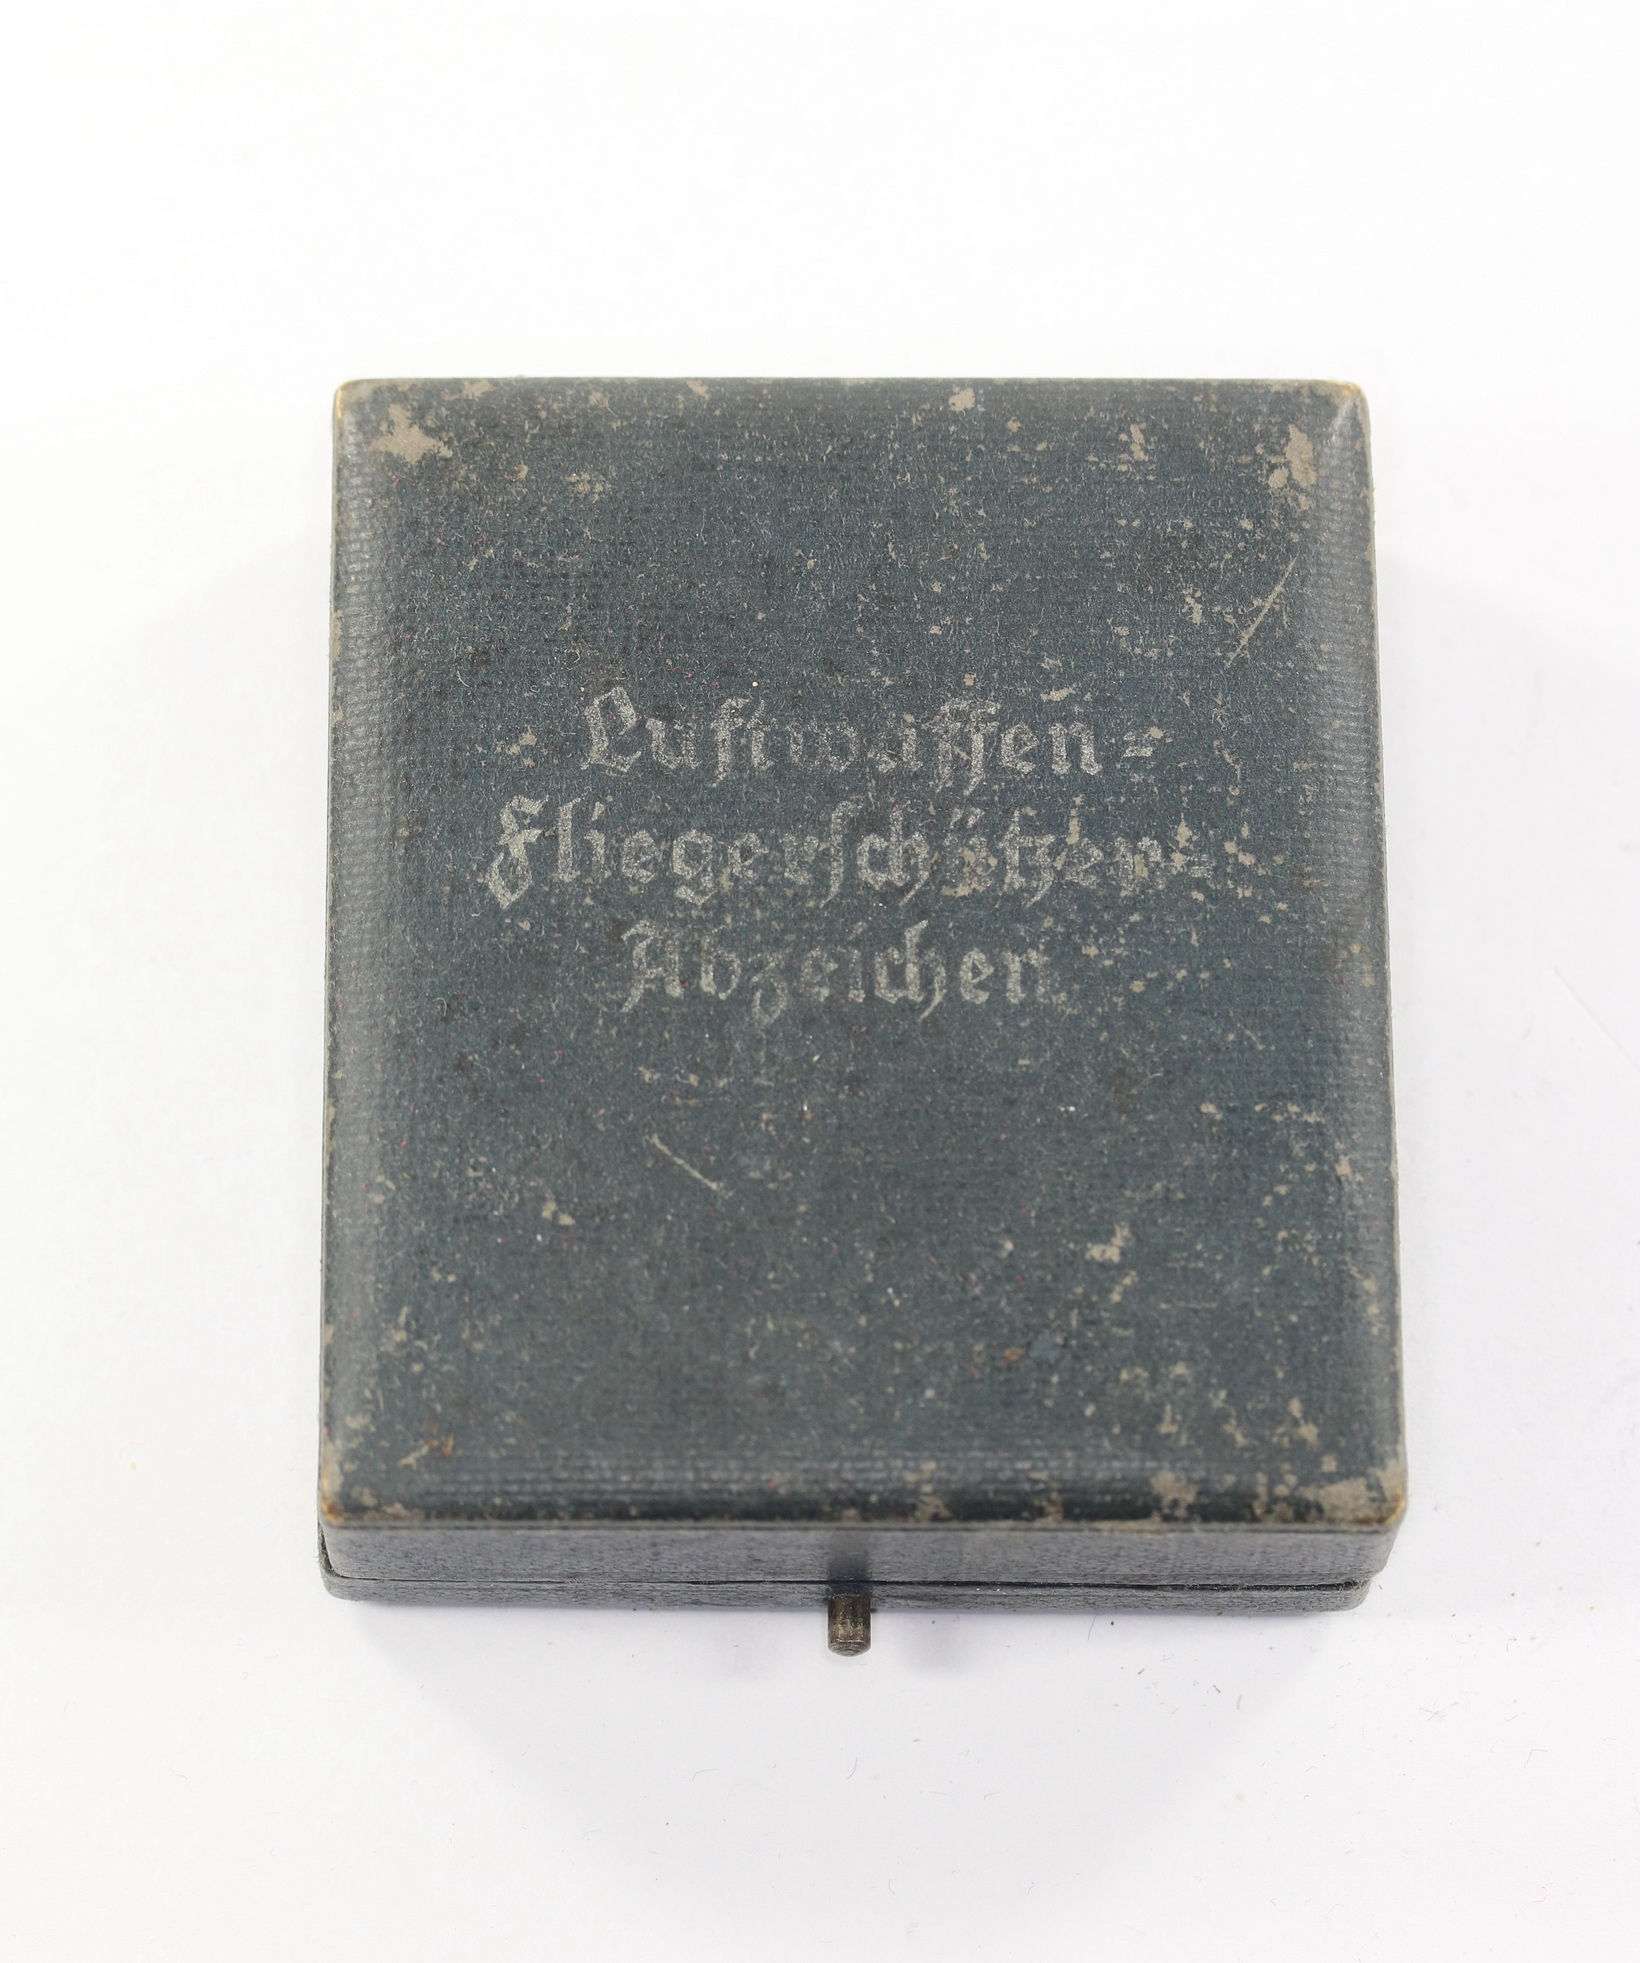 Luftwaffen=
Fliegerschützen=
Abzeichen